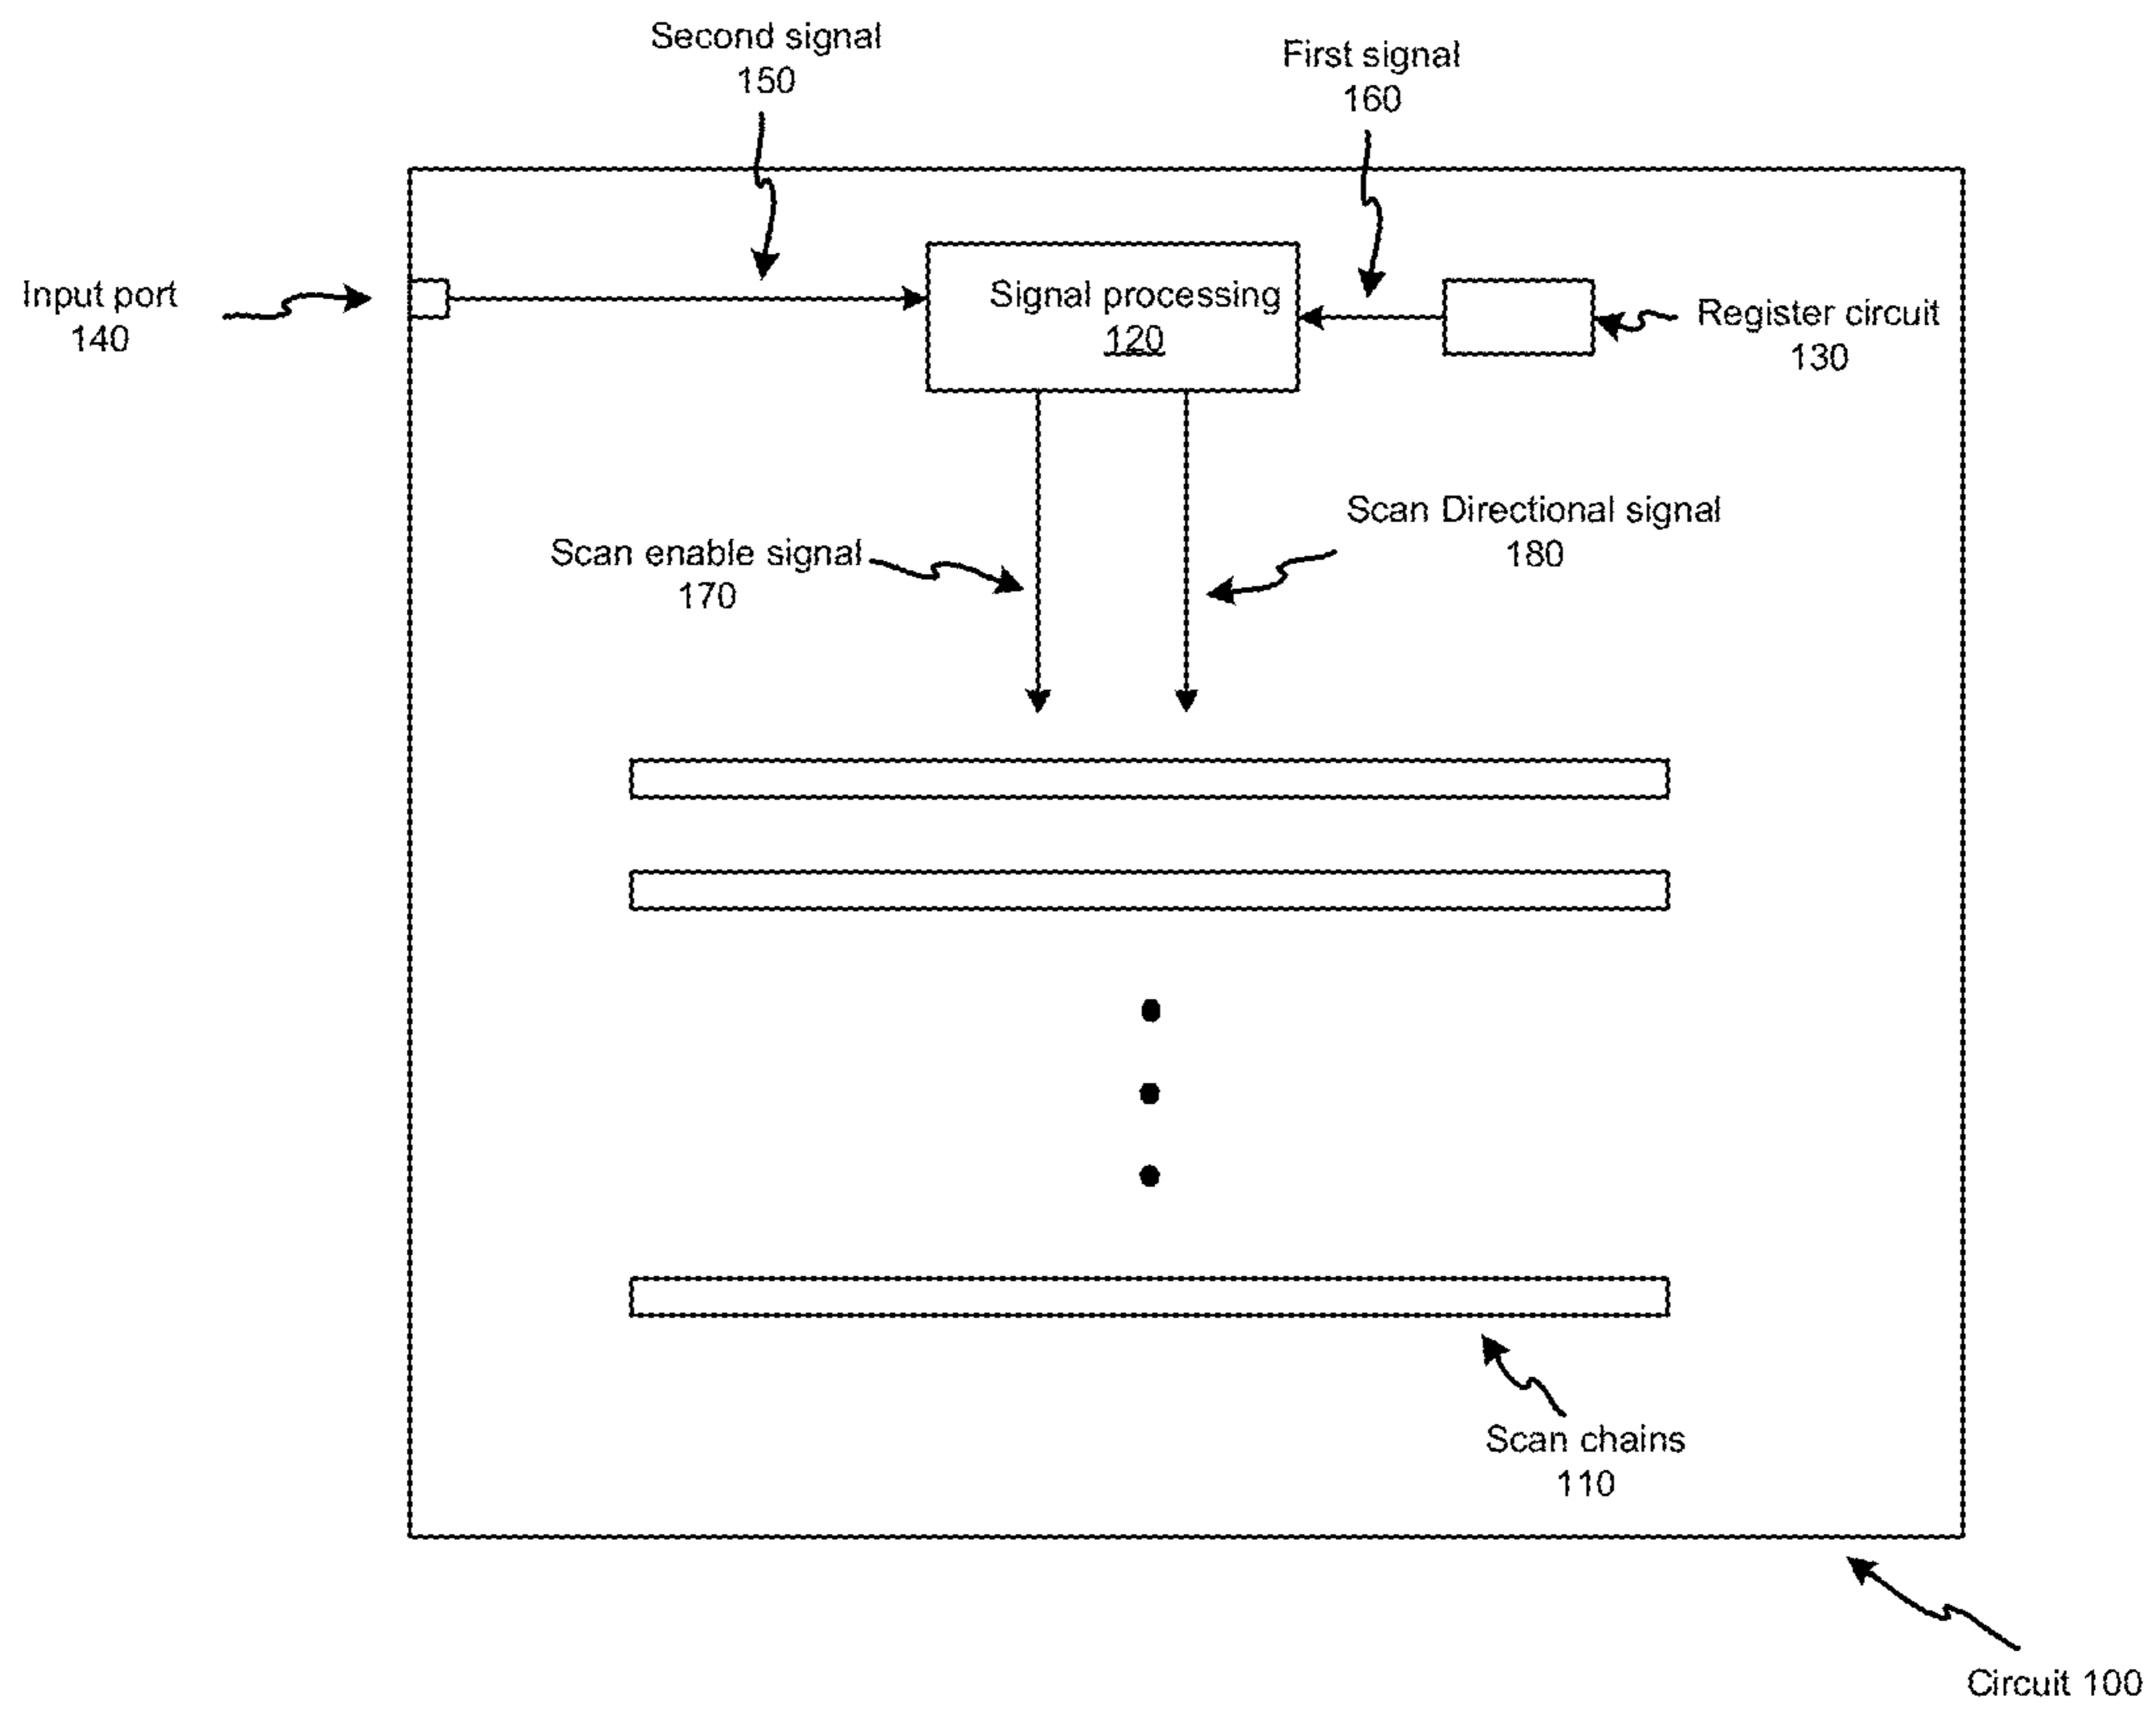 Second signal
150
First signal
160
Input port
140
Signal processing
120
Register circuit
130
Scan Directional signal
180
Scan enable signal
170
Scan chains
110
Circuit 100